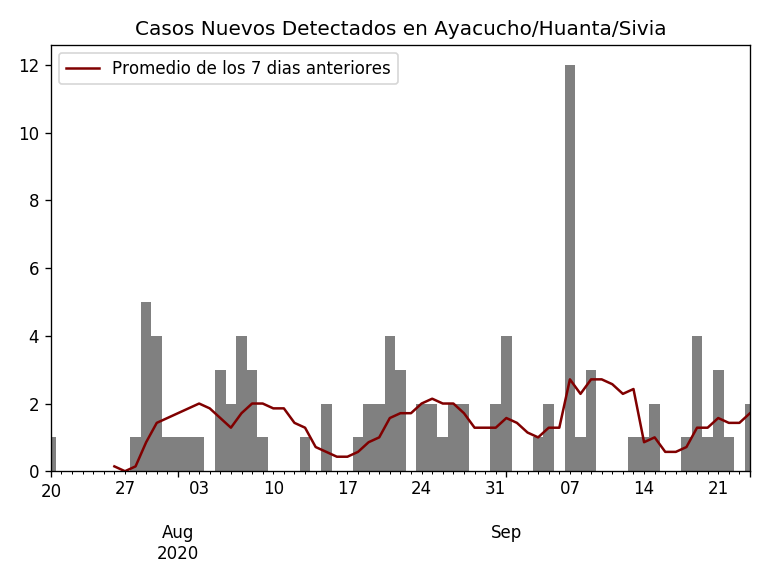 Casos Nuevos Detectados en Ayacucho/Huanta/Sivia
Promedio de los 7 dias anteriores
12
10
8
6
4
2
0
20 27 03 10 17 24 31 07 14 21
Aug Sep
2020